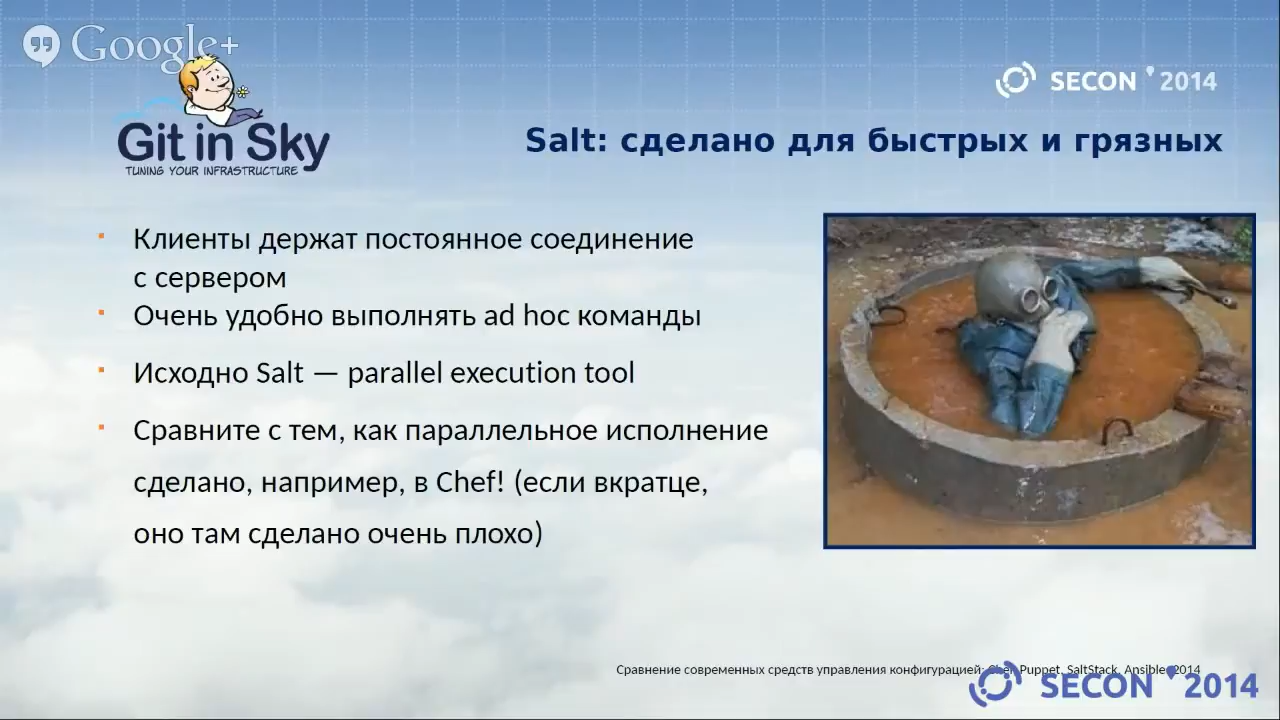 Google+
SECON 2014
Git in Sky
TUNING YOUR INFRASTRUCTURE
Salt: сделано для быстрых и грязных
Клиенты держат постоянное соединение
с сервером
Очень удобно выполнять ad hoc команды
Исходно Salt — parallel execution tool
Сравните с тем, как параллельное исполнение
сделано, например, в Chef! (если вкратце,
оно там сделано очень плохо)
Сравнение современных средств управления конфигурацией: Chef, Puppet, SaltStack, Ansible, 2014
SECON 2014